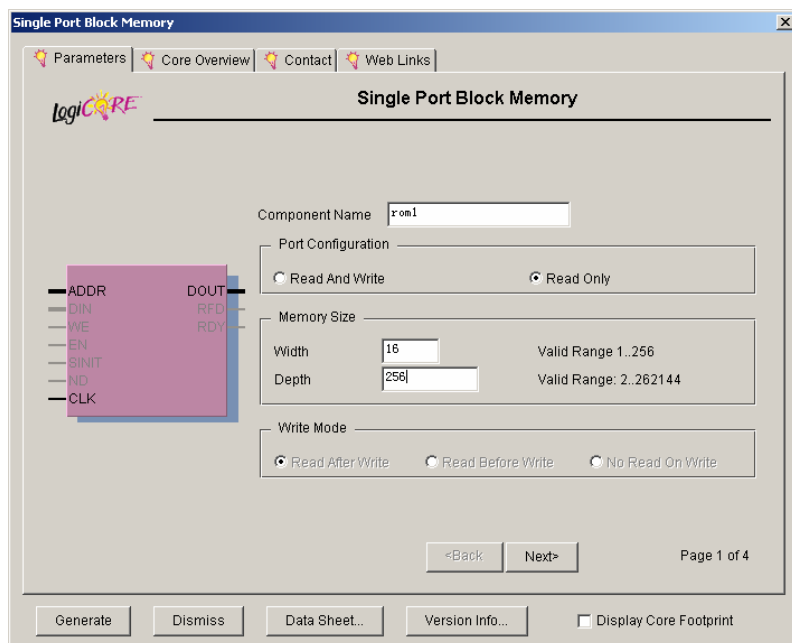 Single Port Block Memory
Parameters Core Overview Contact Web Links
LogiCORE
Single Port Block Memory
Component Name rom1
Port Configuration
Read And Write Read Only
ADDR DOUT
DIN RFD
WE RDY
EN
SINIT
ND
CLK
Memory Size
Width 16 Valid Range 1..256
Depth 256 Valid Range: 2..262144
Write Mode
Read After Write Read Before Write No Read On Write
<Back Next> Page 1 of 4
Generate Dismiss Data Sheet... Version Info... Display Core Footprint